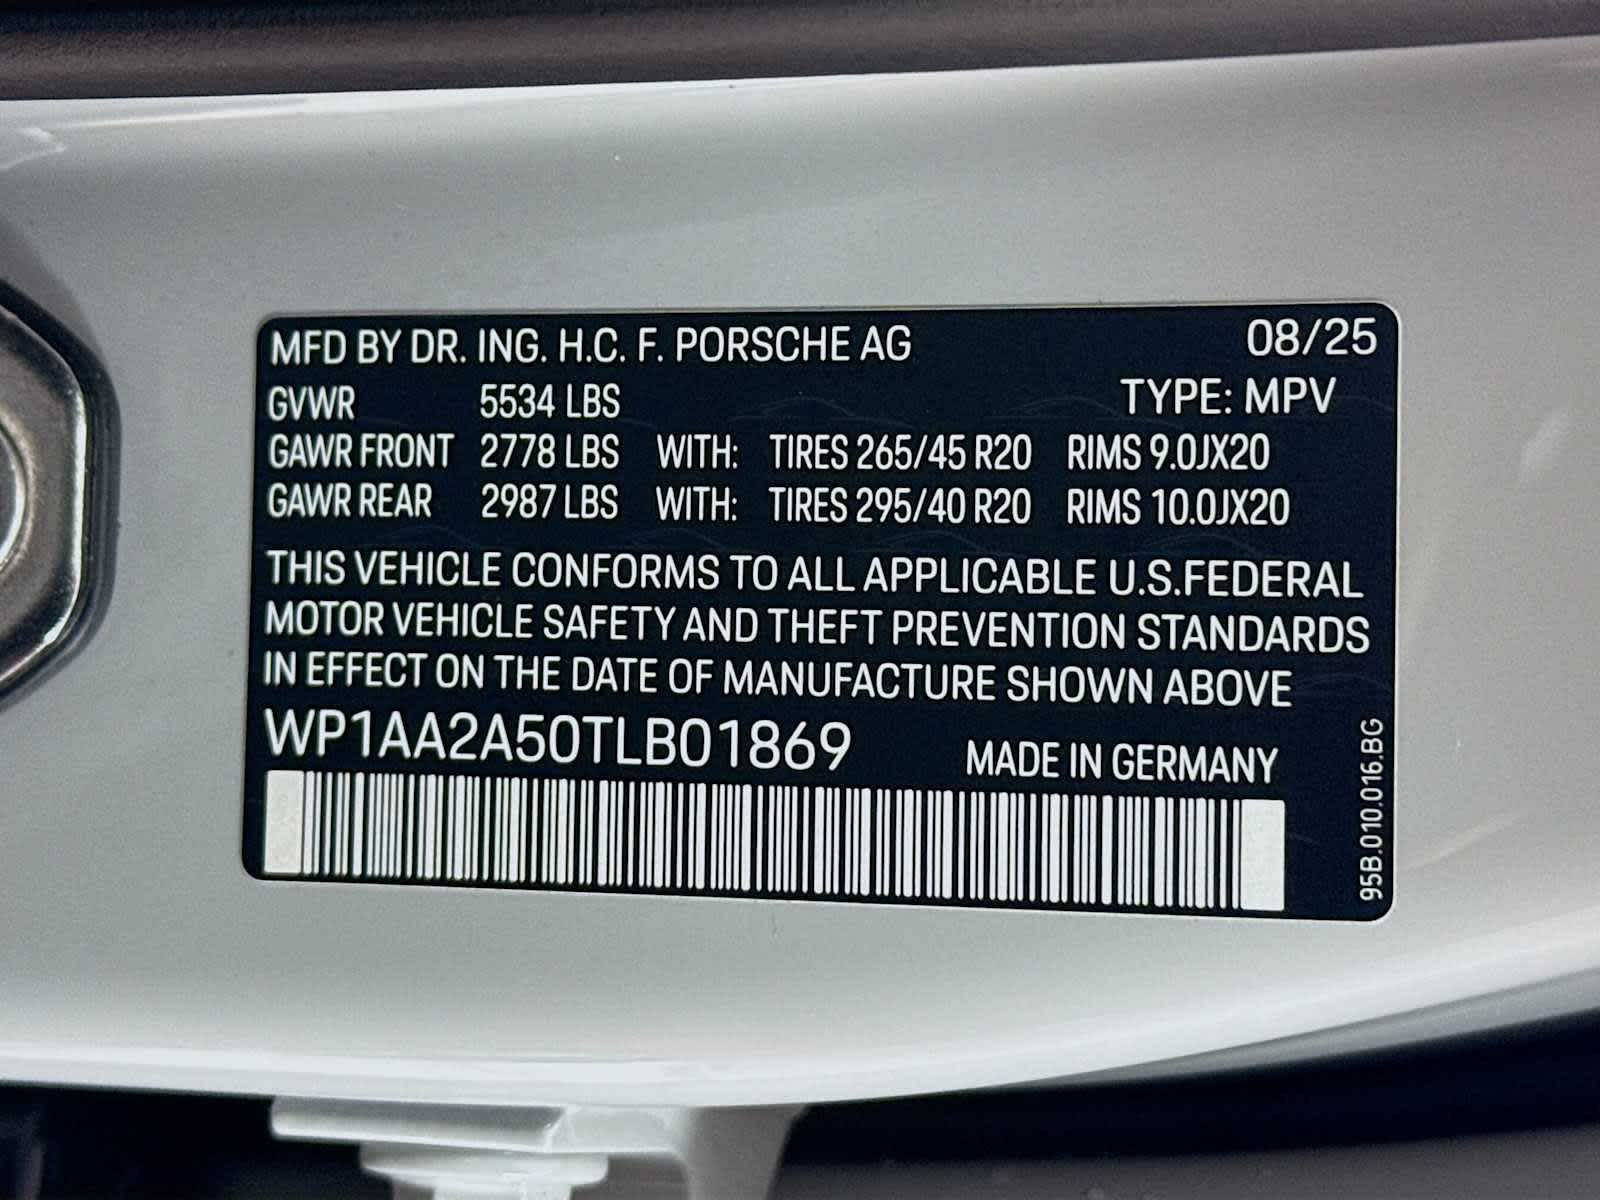 MFD BY DR. ING. H.C. F. PORSCHE AG 08/25
GVWR 5534 LBS TYPE: MPV
GAWR FRONT 2778 LBS WITH: TIRES 265/45 R20 RIMS 9.0JX20
GAWR REAR 2987 LBS WITH: TIRES 295/40 R20 RIMS 10.0JX20
THIS VEHICLE CONFORMS TO ALL APPLICABLE U.S.FEDERAL
MOTOR VEHICLE SAFETY AND THEFT PREVENTION STANDARDS
IN EFFECT ON THE DATE OF MANUFACTURE SHOWN ABOVE
WP1AA2A50TLB01869 MADE IN GERMANY
95B.010.016.BG